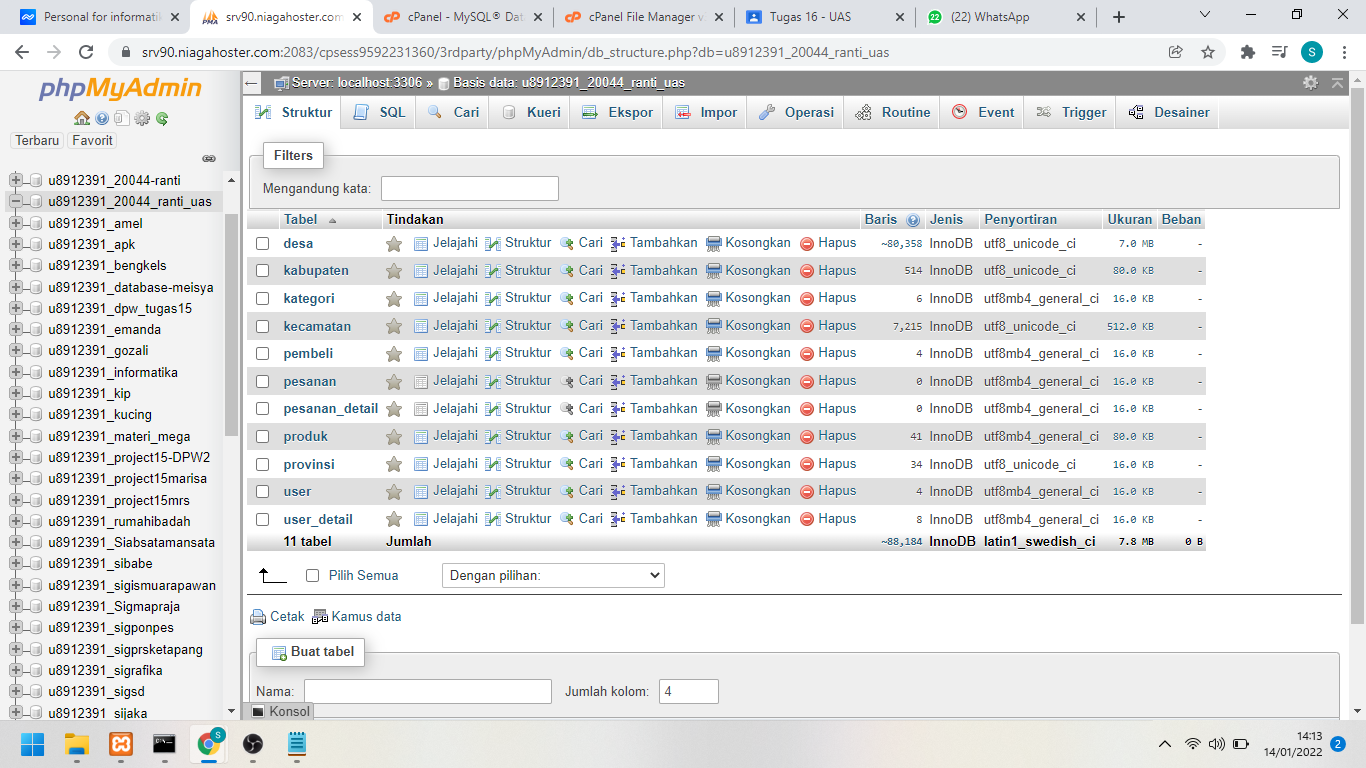 Personal for informatik
srv90.niagahoster.com
cPanel - MySQL® Dat
cPanel File Manager v
Tugas 16 - UAS
(22) WhatsApp
srv90.niagahoster.com:2083/cpsess9592231360/3rdparty/phpMyAdmin/db_structure.php?db=u8912391_20044_ranti_uas
phpMyAdmin
Terbaru Favorit
u8912391_20044-ranti
u8912391_20044_ranti_uas
u8912391_amel
u8912391_apk
u8912391_bengkels
u8912391_database-meisya
u8912391_dpw_tugas15
u8912391_emanda
u8912391_gozali
u8912391_informatika
u8912391_kip
u8912391_kucing
u8912391_materi_mega
u8912391_project15-DPW2
u8912391_project15marisa
u8912391_project15mrs
u8912391_rumahibadah
u8912391_Siabsatamansata
u8912391_sibabe
u8912391_sigismuarapawan
u8912391_Sigmapraja
u8912391_sigponpes
u8912391_sigprsketapang
u8912391_sigrafika
u8912391_sigsd
u8912391_sijaka
Server: localhost:3306 » Basis data: u8912391_20044_ranti_uas
Struktur SQL Cari Kueri Ekspor Impor Operasi Routine Event Trigger Desainer
Filters
Mengandung kata:
Tabel Tindakan Baris Jenis Penyortiran Ukuran Beban
desa Jelajahi Struktur Cari Tambahkan Kosongkan Hapus ~80,358 InnoDB utf8_unicode_ci 7.0 MB -
kabupaten Jelajahi Struktur Cari Tambahkan Kosongkan Hapus 514 InnoDB utf8_unicode_ci 80.0 KB -
kategori Jelajahi Struktur Cari Tambahkan Kosongkan Hapus 6 InnoDB utf8mb4_general_ci 16.0 KB -
kecamatan Jelajahi Struktur Cari Tambahkan Kosongkan Hapus 7,215 InnoDB utf8_unicode_ci 512.0 KB -
pembeli Jelajahi Struktur Cari Tambahkan Kosongkan Hapus 4 InnoDB utf8mb4_general_ci 16.0 KB -
pesanan Jelajahi Struktur Cari Tambahkan Kosongkan Hapus 0 InnoDB utf8mb4_general_ci 16.0 KB -
pesanan_detail Jelajahi Struktur Cari Tambahkan Kosongkan Hapus 0 InnoDB utf8mb4_general_ci 16.0 KB -
produk Jelajahi Struktur Cari Tambahkan Kosongkan Hapus 41 InnoDB utf8mb4_general_ci 80.0 KB -
provinsi Jelajahi Struktur Cari Tambahkan Kosongkan Hapus 34 InnoDB utf8_unicode_ci 16.0 KB -
user Jelajahi Struktur Cari Tambahkan Kosongkan Hapus 4 InnoDB utf8mb4_general_ci 16.0 KB -
user_detail Jelajahi Struktur Cari Tambahkan Kosongkan Hapus 8 InnoDB utf8mb4_general_ci 16.0 KB -
11 tabel Jumlah ~88,184 InnoDB latin1_swedish_ci 7.8 MB 0 B
Pilih Semua Dengan pilihan:
Cetak Kamus data
Buat tabel
Nama: Jumlah kolom: 4
Konsol
14:13
14/01/2022
2